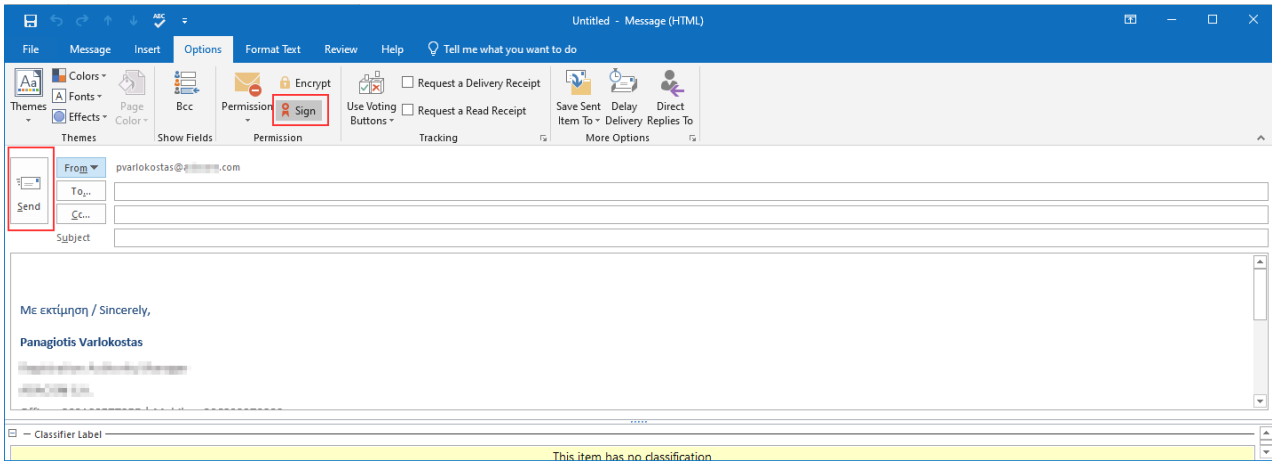 ABC
Untitled - Message (HTML)
File Message Insert Options Format Text Review Help Tell me what you want to do
Aa Colors Encrypt Request a Delivery Receipt
A Fonts
Themes Page Bcc Permission Sign Use Voting Request a Read Receipt Save Sent Delay Direct
Effects Color Buttons Item To Delivery Replies To
Themes Show Fields Permission Tracking More Options
From pvarlokostas@ .com
To...
Send
Cc...
Subject
Με εκτίμηση / Sincerely,
Panagiotis Varlokostas
Classifier Label
This item has no classification